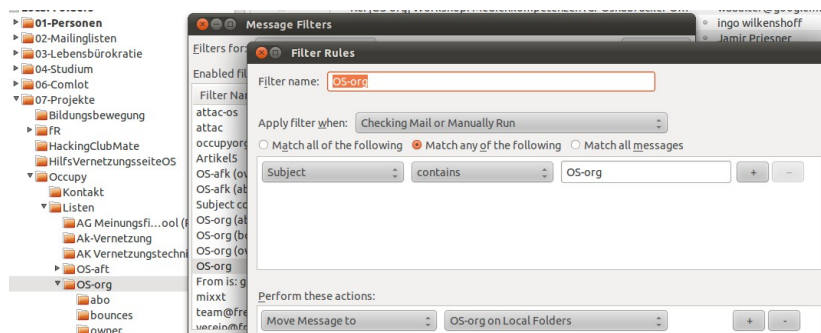 01-Personen
02-Mailinglisten
03-Lebensbürokratie
04-Studium
06-Comlot
07-Projekte
Bildungsbewegung
fR
HackingClubMate
HilfsVernetzungsseiteOS
Occupy
Kontakt
Listen
AG Meinungsfi...ool (
Ak-Vernetzung
AK Vernetzungstechni
OS-aft
OS-org
abo
bounces
owner
Message Filters
Filters for:
Enabled fil
Filter Na
attac-os
attac
occupyorg
Artikel5
OS-afk (ov
OS-afk (ab
Subject co
OS-org (ab
OS-org (be
OS-org (ov
OS-org
From is: g
mixxt
team@fre
verein@fr
ingo wilkenshoff
Jamir Priesner
Filter Rules
Filter name: OS-org
Apply filter when: Checking Mail or Manually Run
Match all of the following Match any of the following Match all messages
Subject contains OS-org + -
Perform these actions:
Move Message to OS-org on Local Folders + -